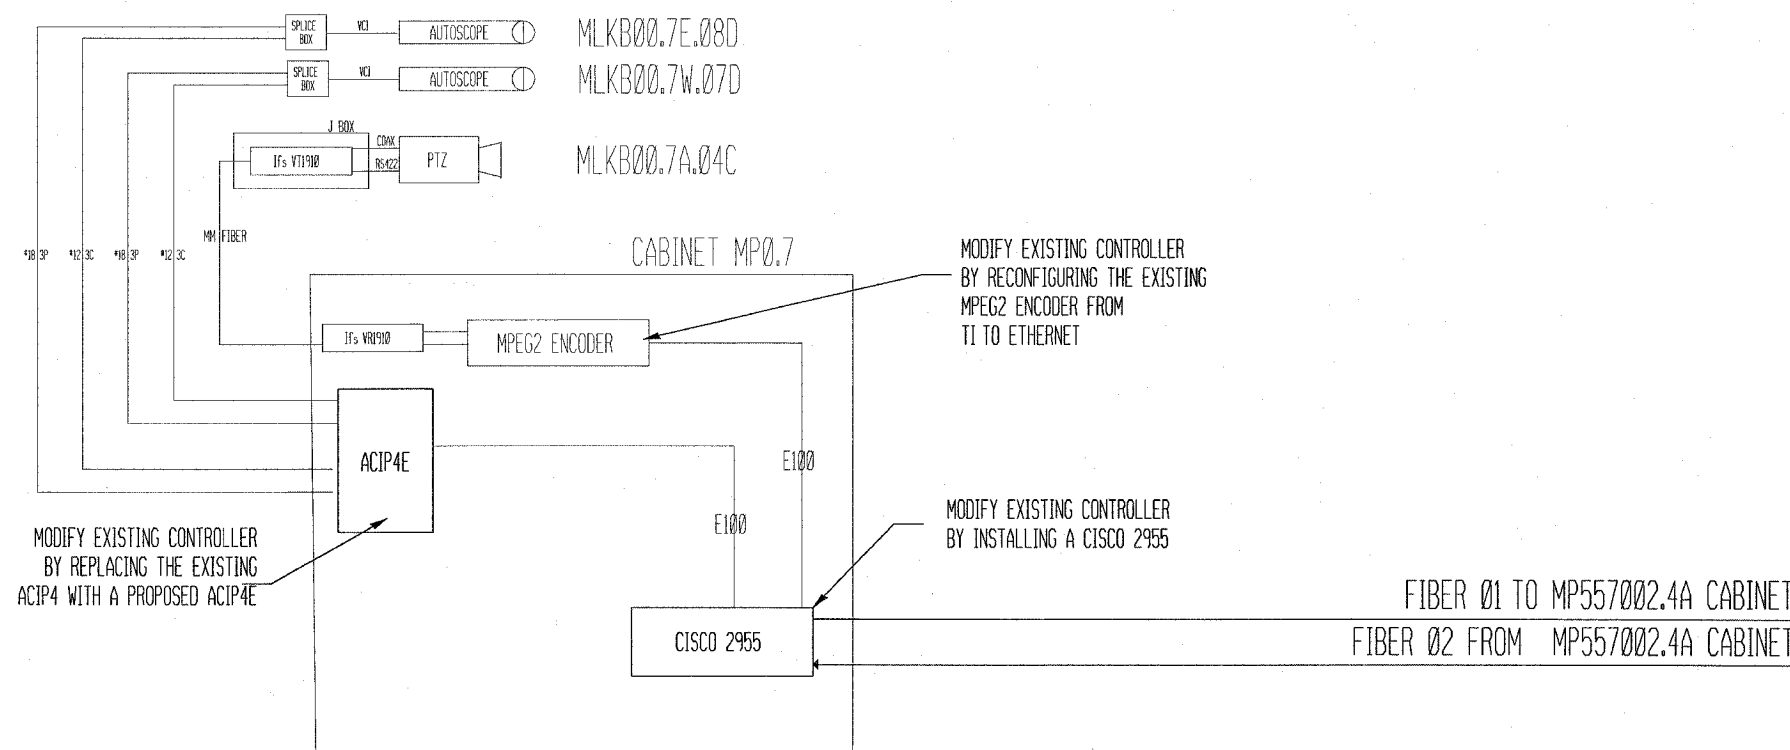 SPLICE
BOX
VCI
AUTOSCOPE
MLKB00.7E.08D
SPLICE
BOX
VCI
AUTOSCOPE
MLKB00.7W.07D
J BOX
Ifs VT1910
COAX
RS422
PTZ
MLKB00.7A.04C
*18 3P
*12 3C
*18 3P
*12 3C
MM FIBER
CABINET MP0.7
MODIFY EXISTING CONTROLLER
BY RECONFIGURING THE EXISTING
MPEG2 ENCODER FROM
TI TO ETHERNET
Ifs VR1910
MPEG2 ENCODER
ACIP4E
E100
E100
MODIFY EXISTING CONTROLLER
BY INSTALLING A CISCO 2955
MODIFY EXISTING CONTROLLER
BY REPLACING THE EXISTING
ACIP4 WITH A PROPOSED ACIP4E
CISCO 2955
FIBER 01 TO MP557002.4A CABINET
FIBER 02 FROM MP557002.4A CABINET